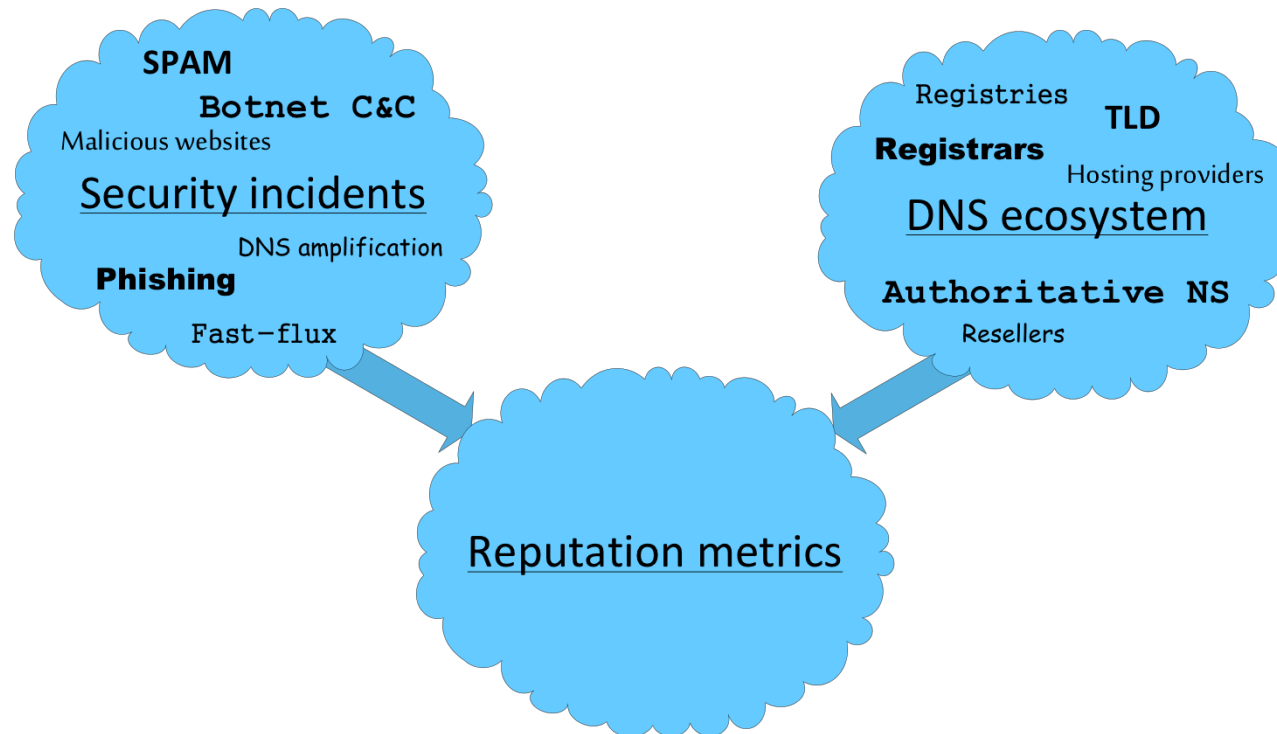 SPAM
Botnet C&C
Malicious websites
Security incidents
DNS amplification
Phishing
Fast-flux
Registries
TLD
Registrars
Hosting providers
DNS ecosystem
Authoritative NS
Resellers
Reputation metrics